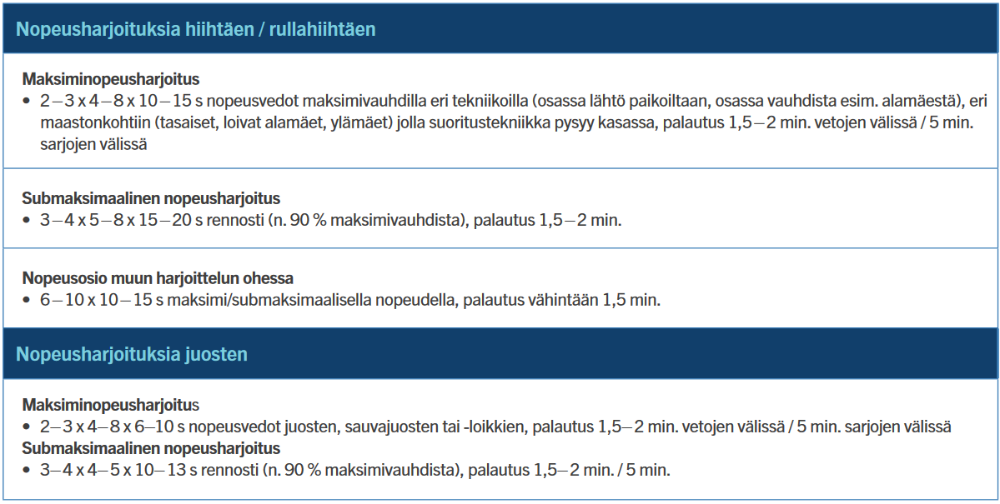 Nopeusharjoituksia hiihtäen / rullahiihtäen
Maksiminopeusharjoitus
• 2–3 x 4–8 x 10–15 s nopeusvedot maksimivauhdilla eri tekniikoilla (osassa lähtö paikoiltaan, osassa vauhdista esim. alamäestä), eri
maastonkohtiin (tasaiset, loivat alamäet, ylämäet) jolla suoritustekniikka pysyy kasassa, palautus 1,5–2 min. vetojen välissä / 5 min.
sarjojen välissä
Submaksimaalinen nopeusharjoitus
• 3–4 x 5–8 x 15–20 s rennosti (n. 90 % maksimivauhdista), palautus 1,5–2 min.
Nopeusosio muun harjoittelun ohessa
• 6–10 x 10–15 s maksimi/submaksimaalisella nopeudella, palautus vähintään 1,5 min.
Nopeusharjoituksia juosten
Maksiminopeusharjoitus
• 2–3 x 4–8 x 6–10 s nopeusvedot juosten, sauvajuosten tai -loikkien, palautus 1,5–2 min. vetojen välissä / 5 min. sarjojen välissä
Submaksimaalinen nopeusharjoitus
• 3–4 x 4–5 x 10–13 s rennosti (n. 90 % maksimivauhdista), palautus 1,5–2 min. / 5 min.